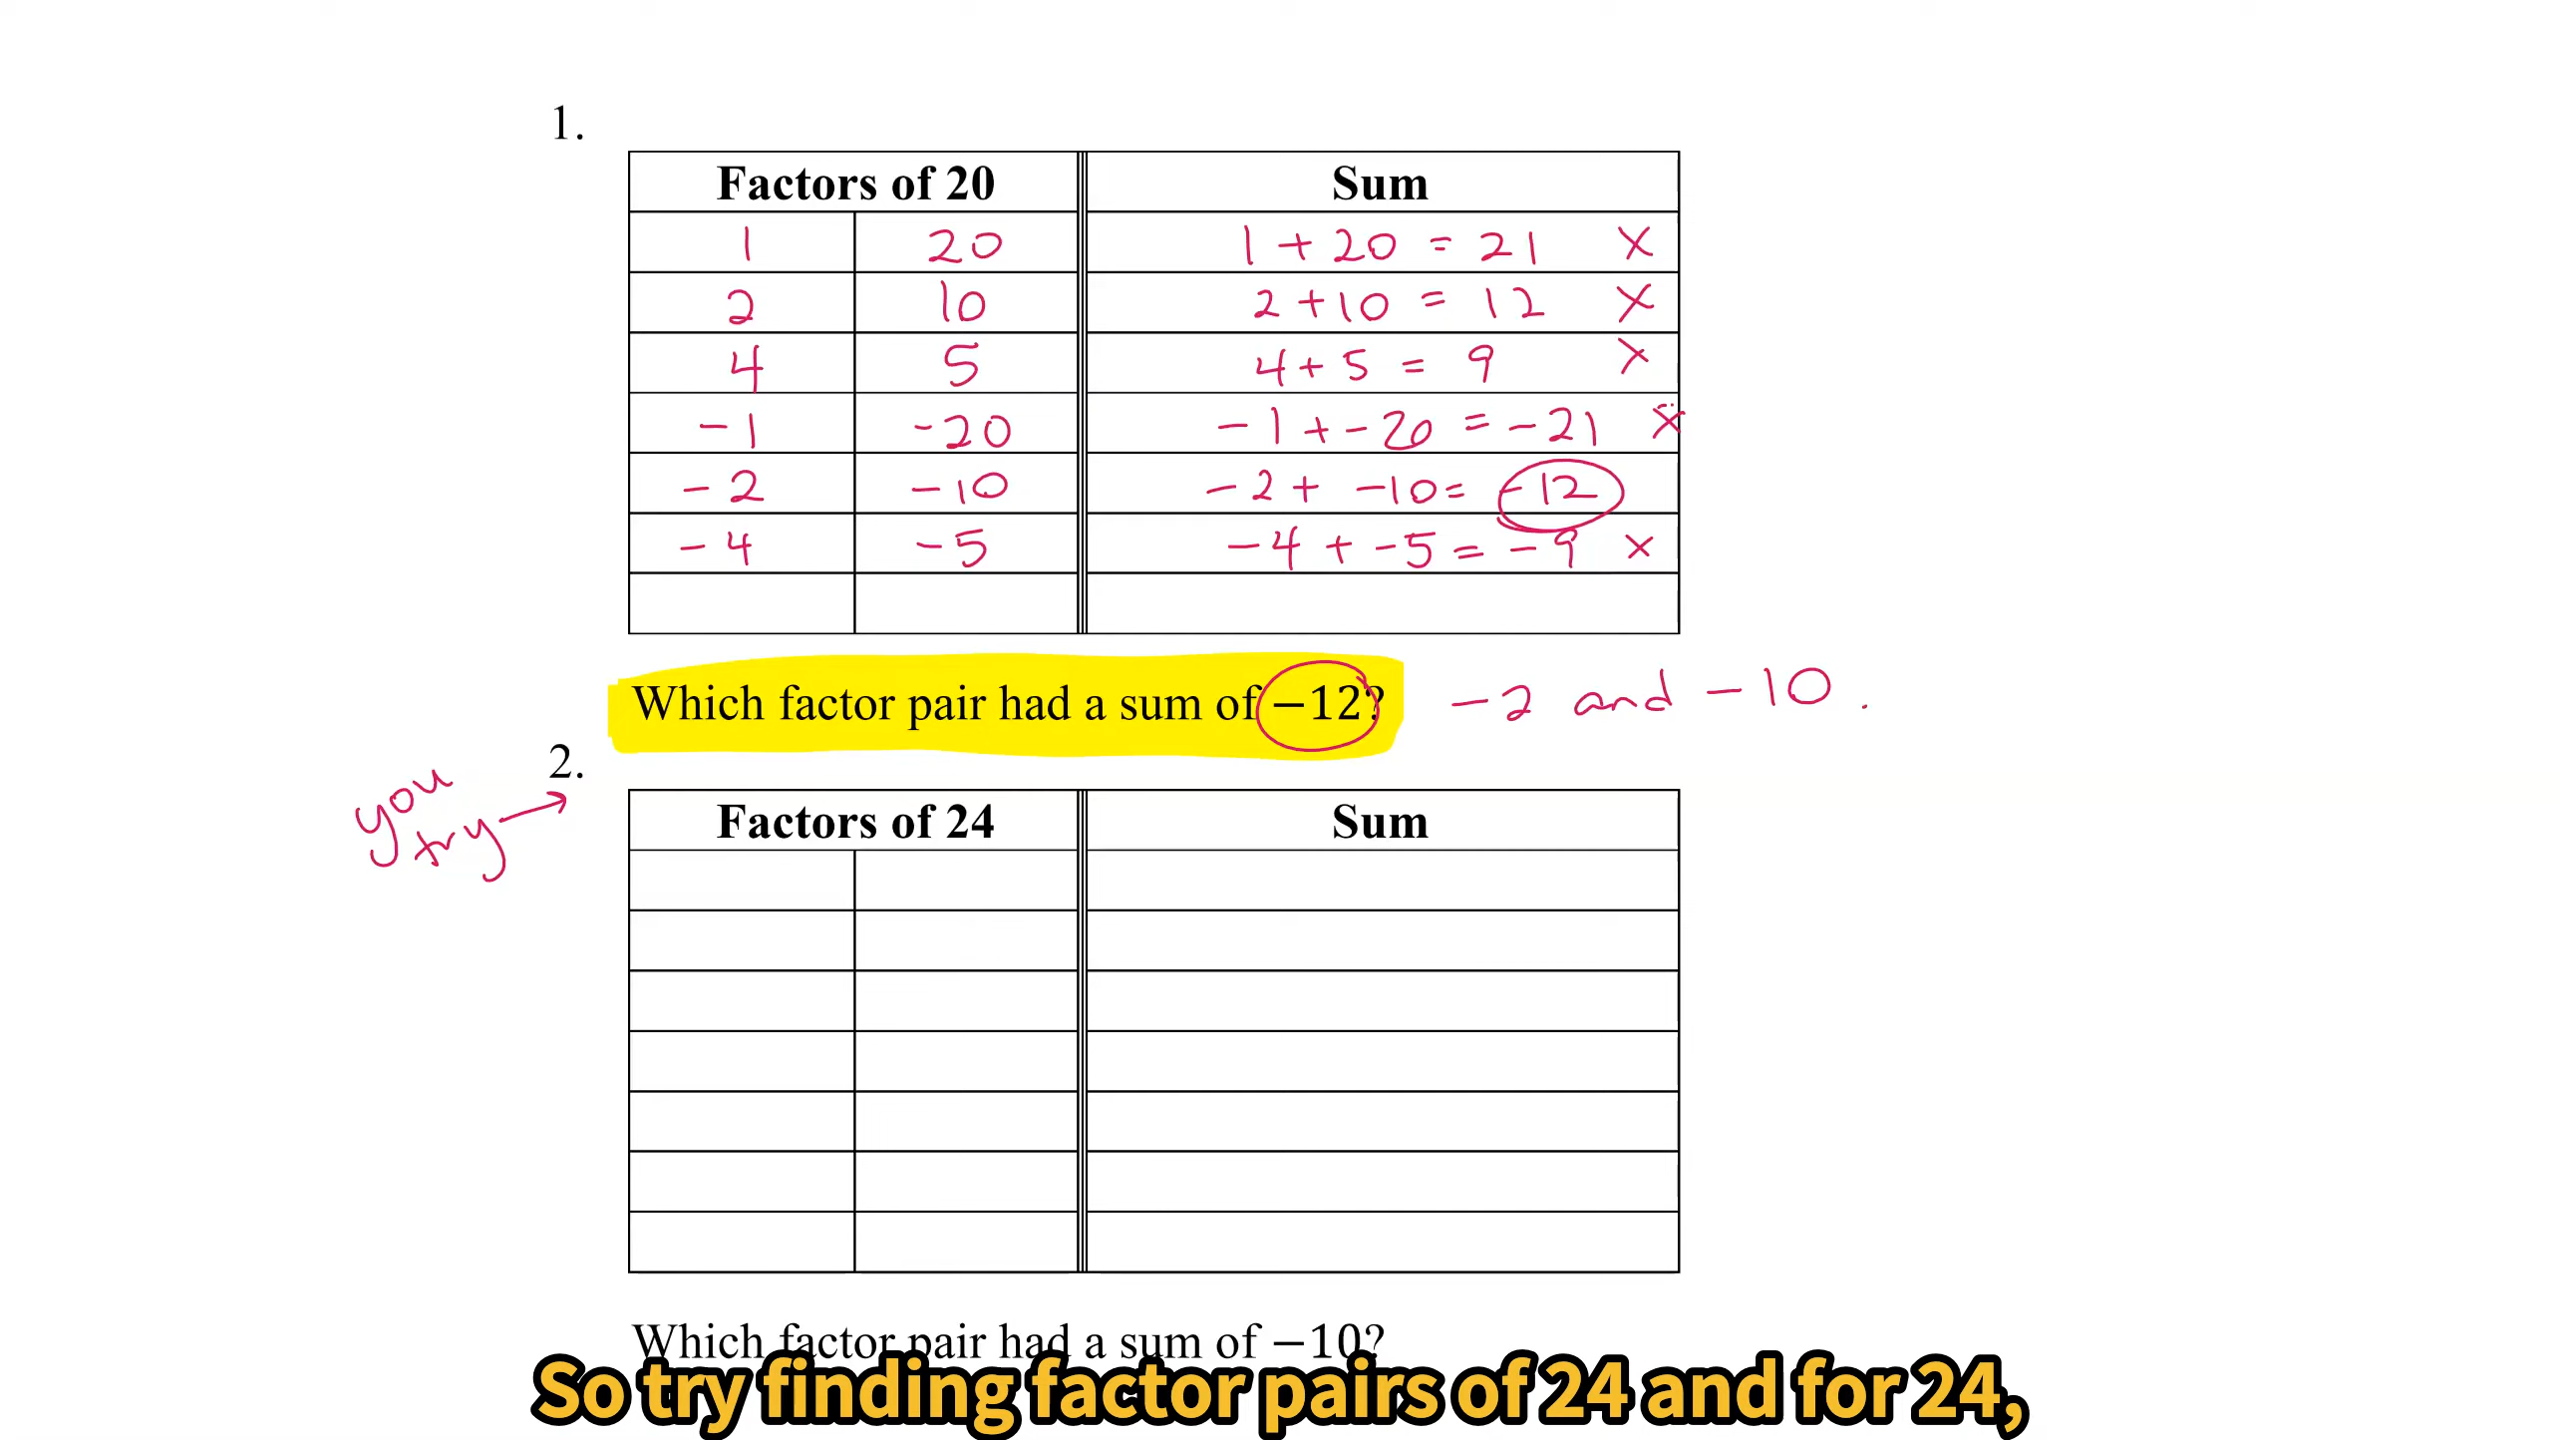 1.
Factors of 20 Sum
1 20 1 + 20 = 21 X
2 10 2 + 10 = 12 X
4 5 4 + 5 = 9 X
-1 -20 -1 + -20 = -21 X
-2 -10 -2 + -10 = -12
-4 -5 -4 + -5 = -9 X
Which factor pair had a sum of −12? -2 and -10.
2.
you
try →
Factors of 24 Sum
Which factor pair had a sum of −10?
So try finding factor pairs of 24 and for 24,